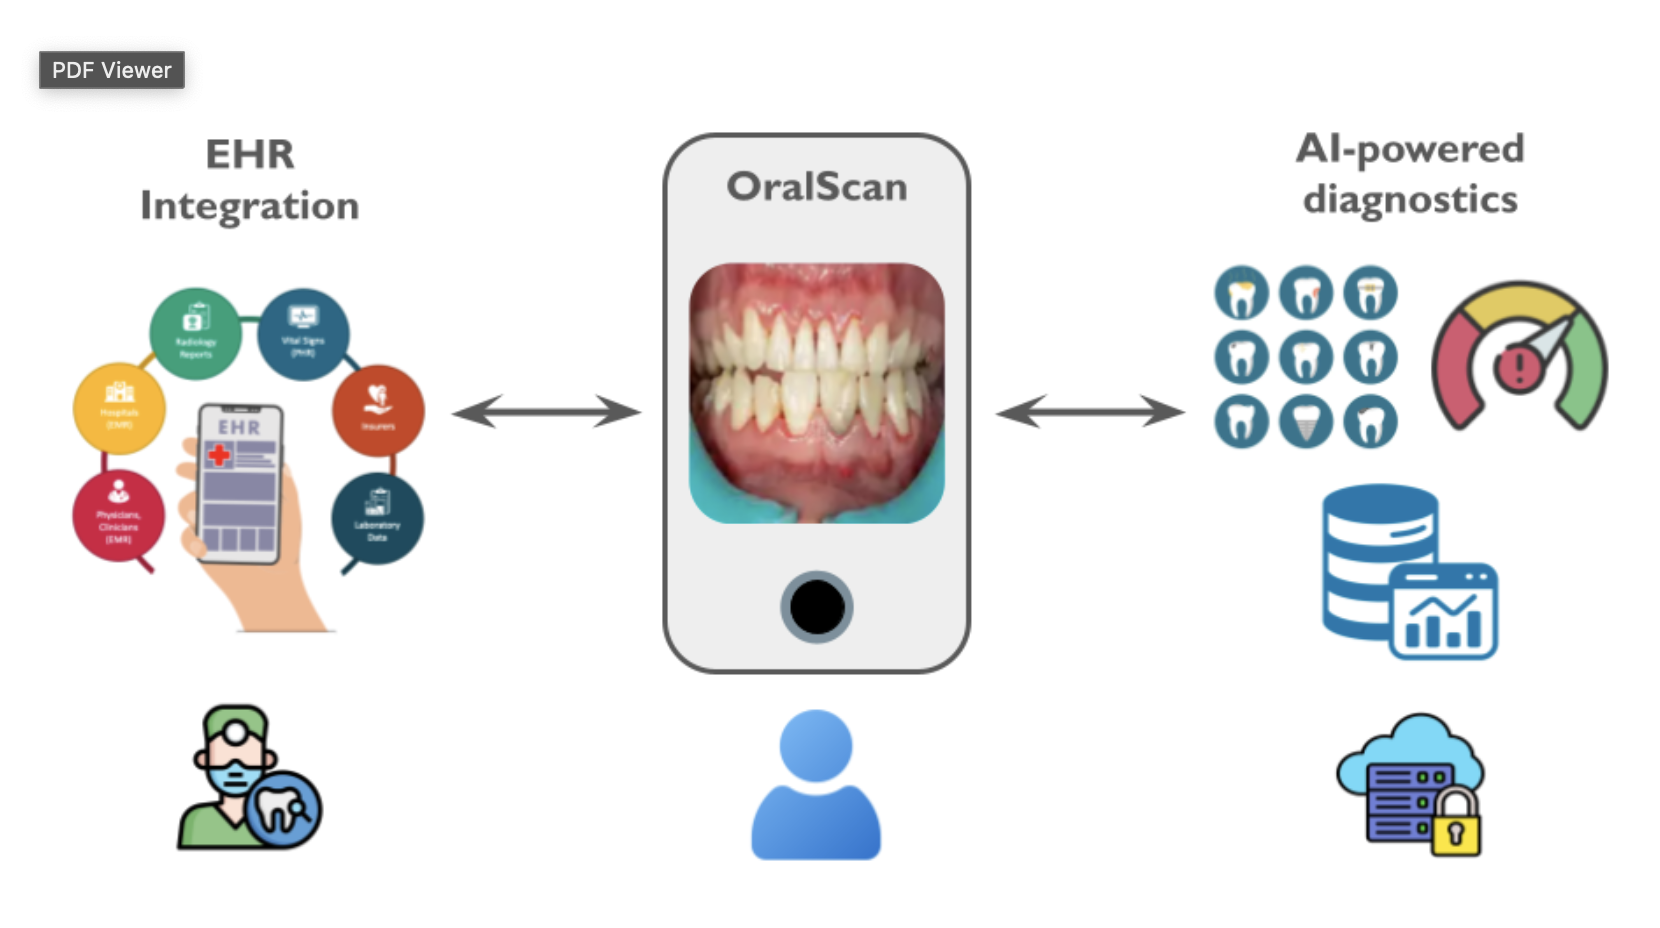 PDF Viewer
EHR
Integration
Radiology
Reports
Vital Signs
(PHR)
Hospitals
(EMR)
Insurers
EHR
Physicians,
Clinicians
(EMR)
Laboratory
Data
OralScan
AI-powered
diagnostics
!